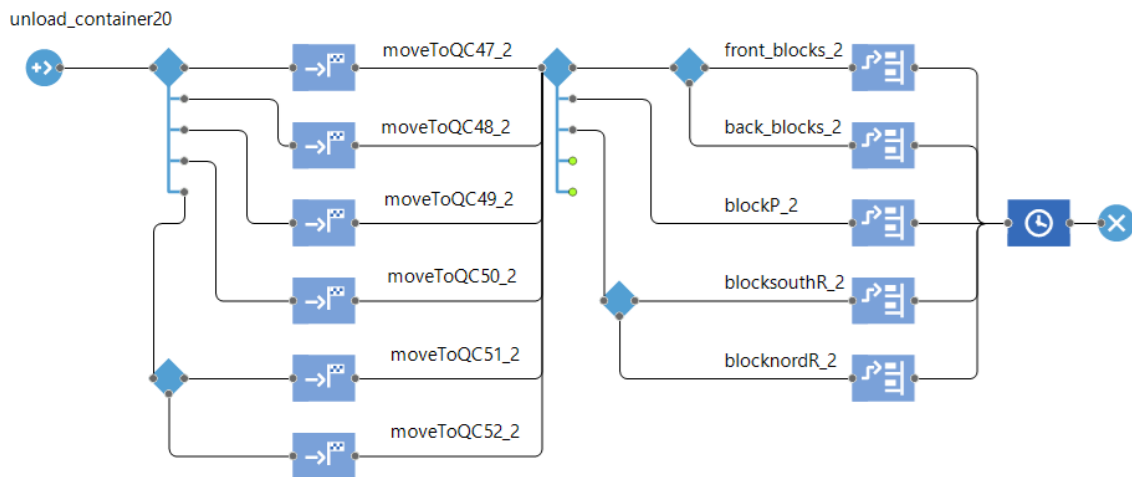 unload_container20
moveToQC47_2
front_blocks_2
moveToQC48_2
back_blocks_2
moveToQC49_2
blockP_2
moveToQC50_2
blocksouthR_2
moveToQC51_2
blocknordR_2
moveToQC52_2